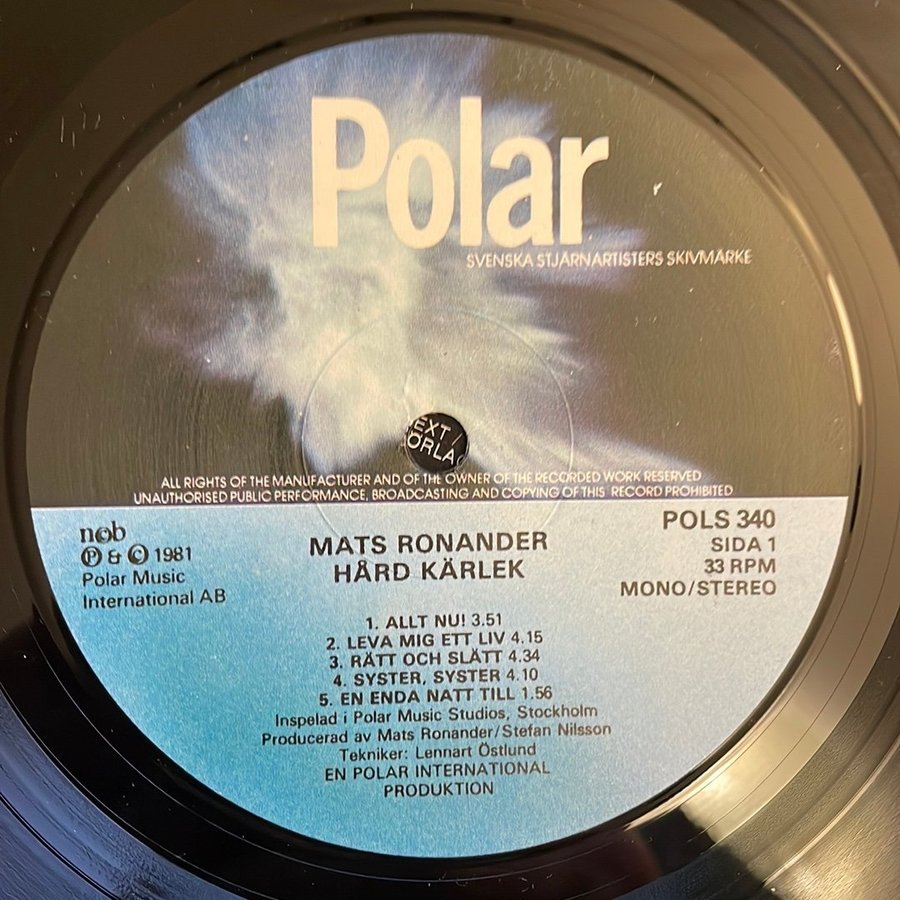 Polar
SVENSKA STJÄRNARTISTERS SKIVMÄRKE
EXT /
ÖRLAG
ALL RIGHTS OF THE MANUFACTURER AND OF THE OWNER OF THE RECORDED WORK RESERVED
UNAUTHORISED PUBLIC PERFORMANCE, BROADCASTING AND COPYING OF THIS RECORD PROHIBITED
n©b
Ⓟ & © 1981
Polar Music
International AB
MATS RONANDER
HÅRD KÄRLEK
POLS 340
SIDA 1
33 RPM
MONO/STEREO
1. ALLT NU! 3.51
2. LEVA MIG ETT LIV 4.15
3. RÄTT OCH SLÄTT 4.34
4. SYSTER, SYSTER 4.10
5. EN ENDA NATT TILL 1.56
Inspelad i Polar Music Studios, Stockholm
Producerad av Mats Ronander/Stefan Nilsson
Tekniker: Lennart Östlund
EN POLAR INTERNATIONAL
PRODUKTION